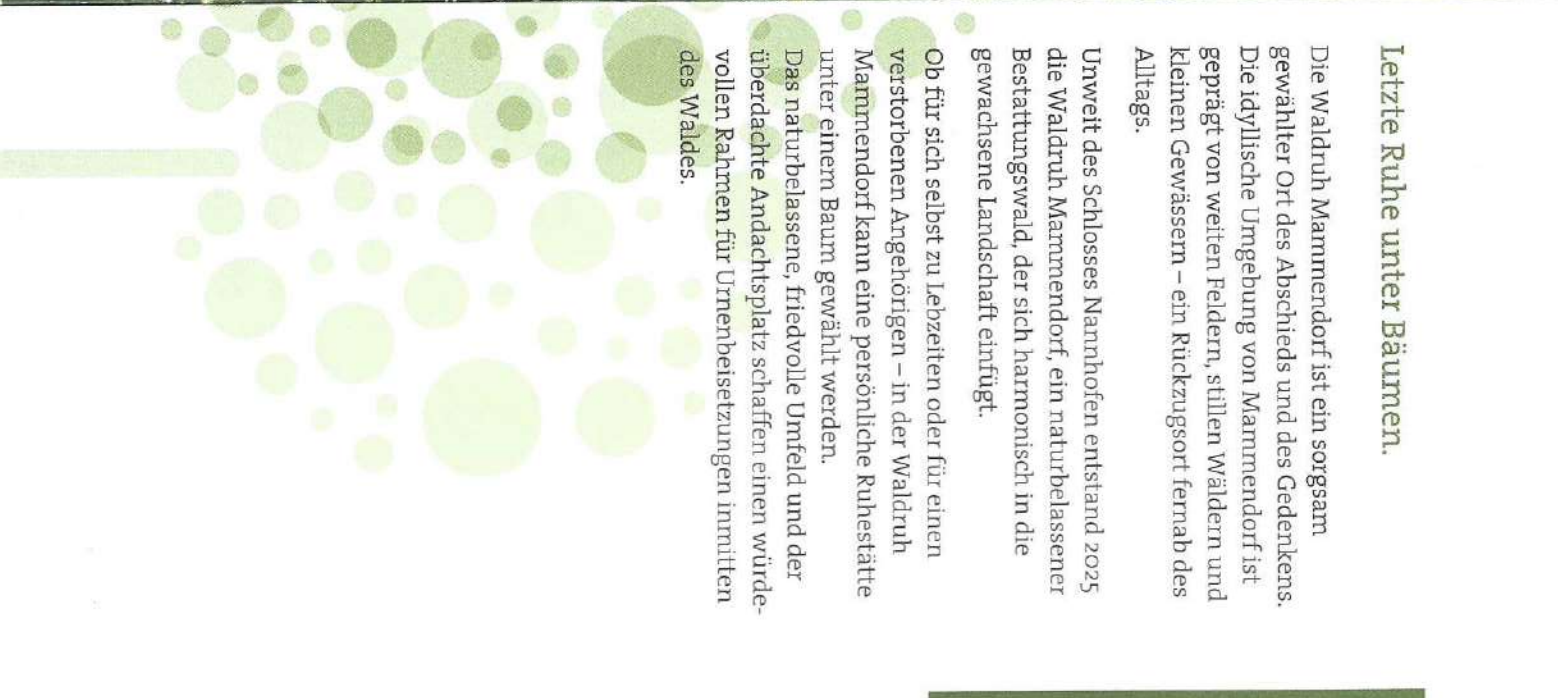 Letzte Ruhe unter Bäumen.
Die Waldruh Mammendorf ist ein sorgsam
gewählter Ort des Abschieds und des Gedenkens.
Die idyllische Umgebung von Mammendorf ist
geprägt von weiten Feldern, stillen Wäldern und
kleinen Gewässern – ein Rückzugsort fernab des
Alltags.
Unweit des Schlosses Nannhofen entstand 2025
die Waldruh Mammendorf, ein naturbelassener
Bestattungswald, der sich harmonisch in die
gewachsene Landschaft einfügt.
Ob für sich selbst zu Lebzeiten oder für einen
verstorbenen Angehörigen – in der Waldruh
Mammendorf kann eine persönliche Ruhestätte
unter einem Baum gewählt werden.
Das naturbelassene, friedvolle Umfeld und der
überdachte Andachtsplatz schaffen einen würde-
vollen Rahmen für Urnenbeisetzungen inmitten
des Waldes.